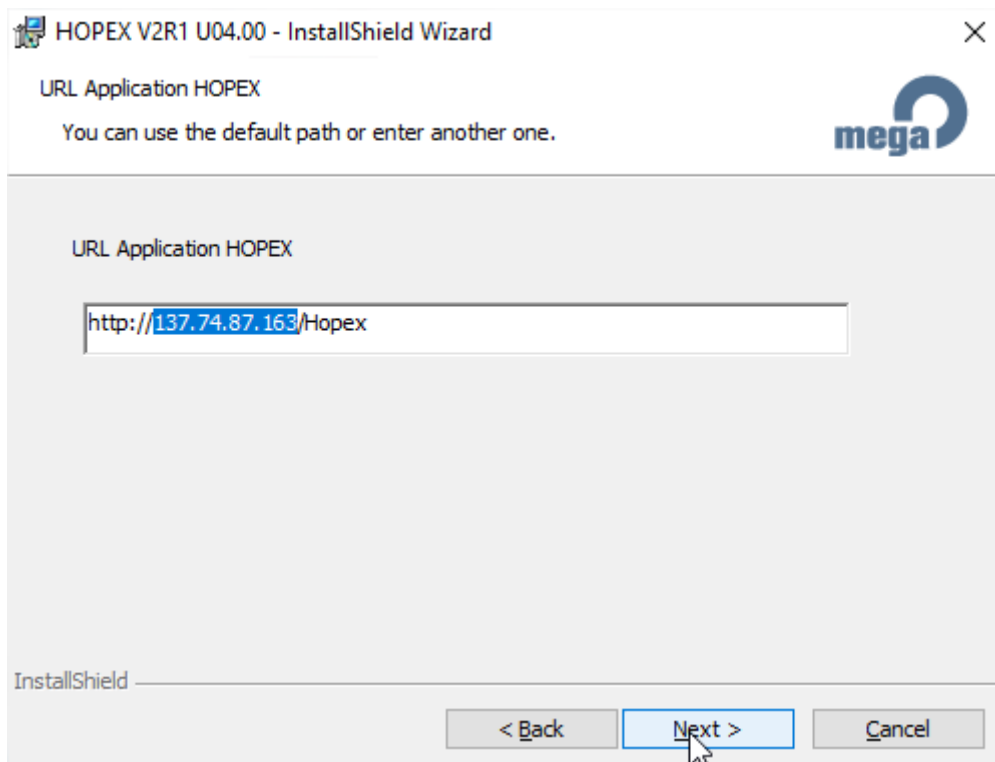 HOPEX V2R1 U04.00 - InstallShield Wizard
URL Application HOPEX
You can use the default path or enter another one.
mega
URL Application HOPEX
http://137.74.87.163/Hopex
InstallShield
< Back
Next >
Cancel